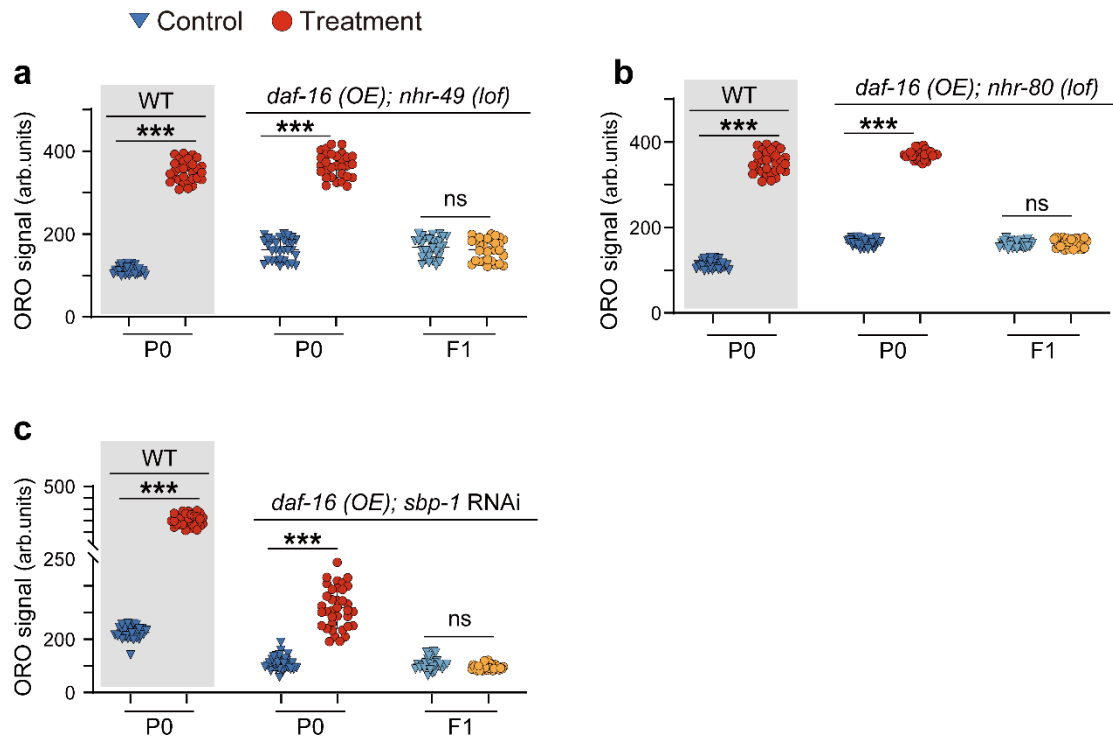 Control Treatment
a
WT
daf-16 (OE); nhr-49 (lof)
***
***
ns
ORO signal (arb.units)
400
200
0
P0
P0
F1
b
WT
daf-16 (OE); nhr-80 (lof)
***
***
ns
ORO signal (arb.units)
400
200
100
0
P0
P0
F1
c
WT
daf-16 (OE); sbp-1 RNAi
***
***
ns
ORO signal (arb.units)
500
250
200
0
P0
P0
F1